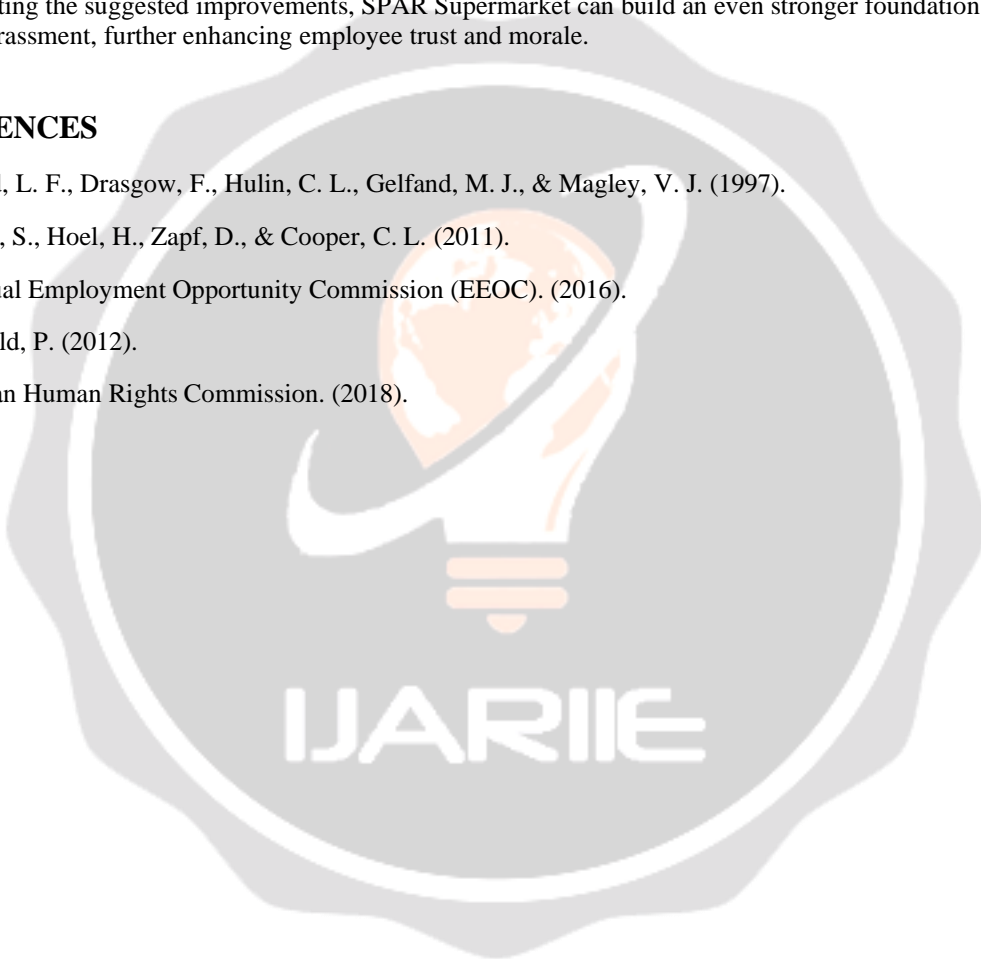 ting the suggested improvements, SPAR Supermarket can build an even stronger foundation
rassment, further enhancing employee trust and morale.
ENCES
, L. F., Drasgow, F., Hulin, C. L., Gelfand, M. J., & Magley, V. J. (1997).
, S., Hoel, H., Zapf, D., & Cooper, C. L. (2011).
ual Employment Opportunity Commission (EEOC). (2016).
ld, P. (2012).
an Human Rights Commission. (2018).
IJARIIE